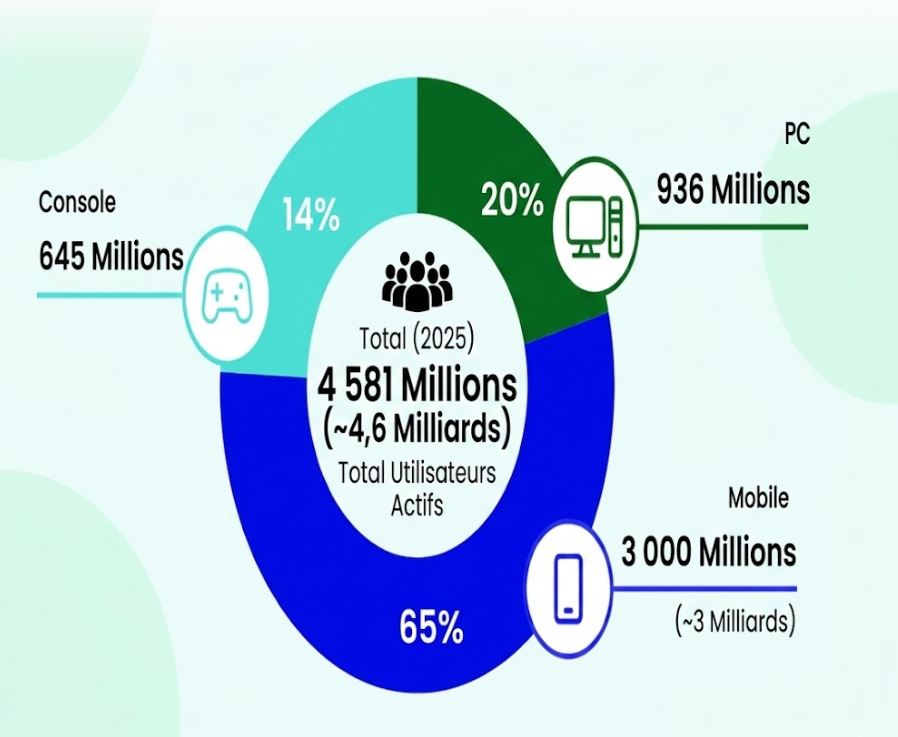 PC
936 Millions
20%
Console
645 Millions
14%
Total (2025)
4 581 Millions
(~4,6 Milliards)
Total Utilisateurs
Actifs
Mobile
3 000 Millions
(~3 Milliards)
65%